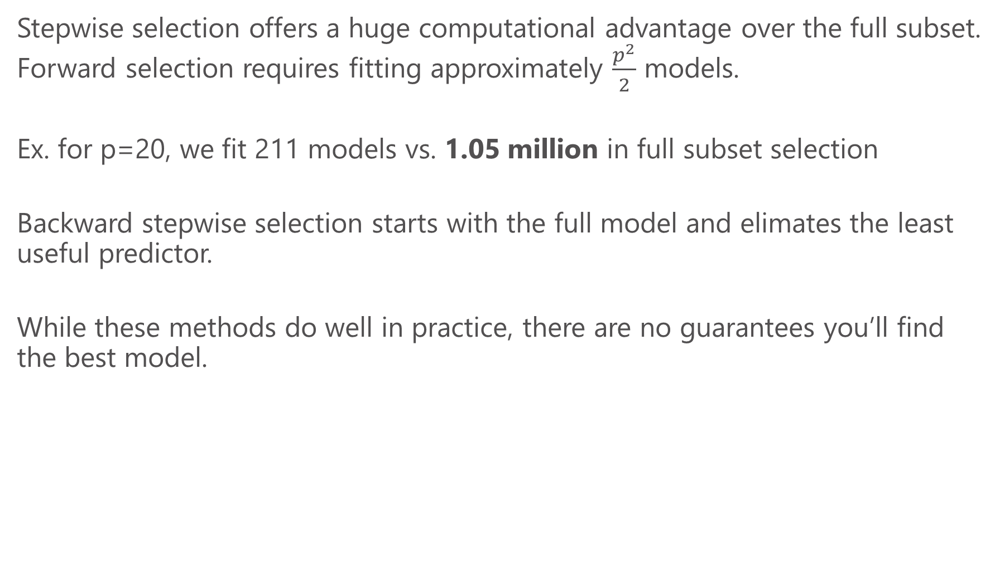 Stepwise selection offers a huge computational advantage over the full subset.
Forward selection requires fitting approximately $\frac{p^2}{2}$ models.
Ex. for p=20, we fit 211 models vs. 1.05 million in full subset selection
Backward stepwise selection starts with the full model and elimates the least
useful predictor.
While these methods do well in practice, there are no guarantees you’ll find
the best model.